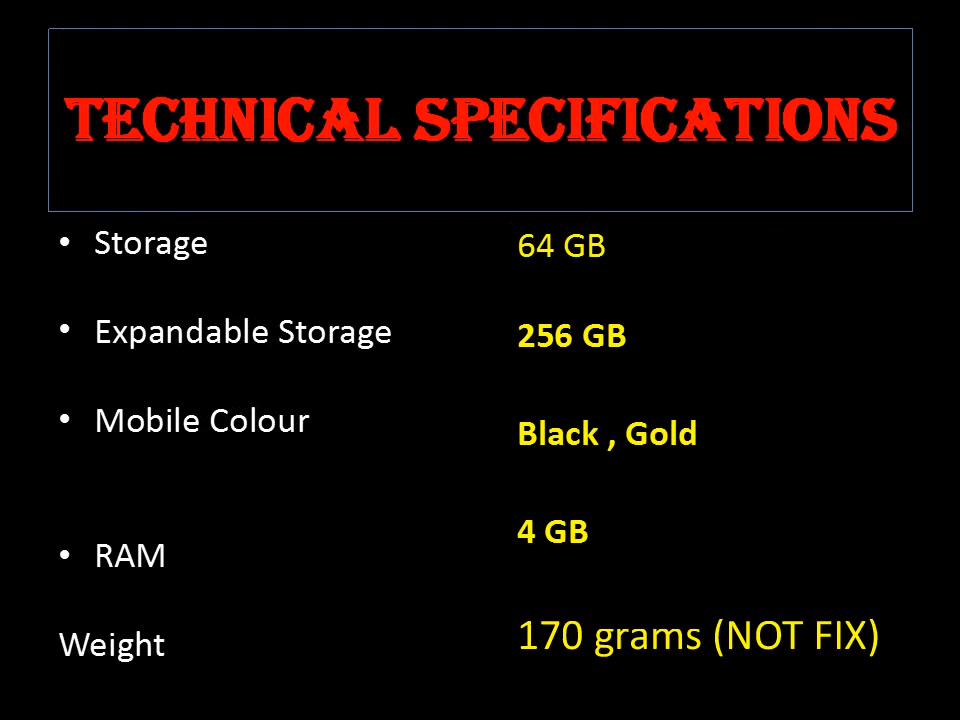 TECHNICAL SPECIFICATIONS
• Storage 64 GB
• Expandable Storage 256 GB
• Mobile Colour Black , Gold
• RAM 4 GB
Weight 170 grams (NOT FIX)